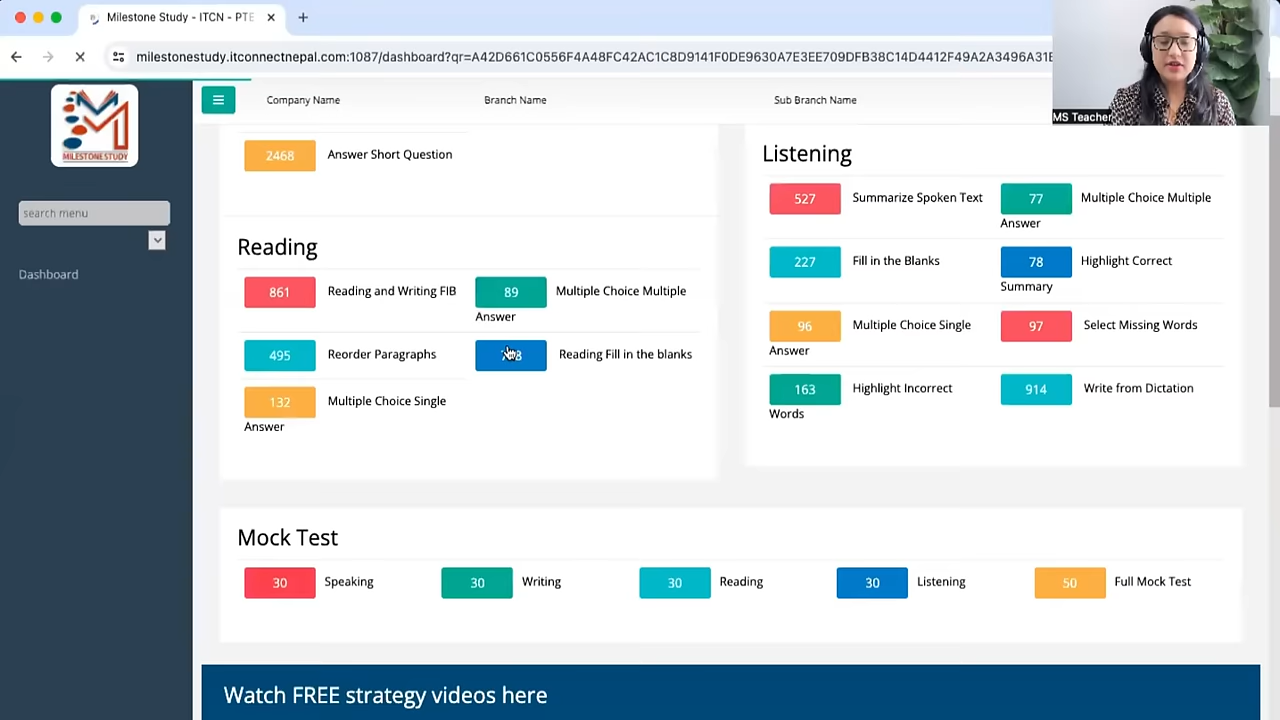 Milestone Study - ITCN - PTE
milestonestudy.itconnectnepal.com:1087/dashboard?qr=A42D661C0556F4A48FC42AC1C8D9141F0DE9630A7E3EE709DFB38C14D4412F49A2A3496A31E
MS Teacher
MILESTONESTUDY
Company Name
Branch Name
Sub Branch Name
search menu
Dashboard
2468 Answer Short Question
Reading
861 Reading and Writing FIB
89 Multiple Choice Multiple
Answer
495 Reorder Paragraphs
Reading Fill in the blanks
132 Multiple Choice Single
Answer
Listening
527 Summarize Spoken Text
77 Multiple Choice Multiple
Answer
227 Fill in the Blanks
78 Highlight Correct
Summary
96 Multiple Choice Single
Answer
97 Select Missing Words
163 Highlight Incorrect
Words
914 Write from Dictation
Mock Test
30 Speaking
30 Writing
30 Reading
30 Listening
50 Full Mock Test
Watch FREE strategy videos here